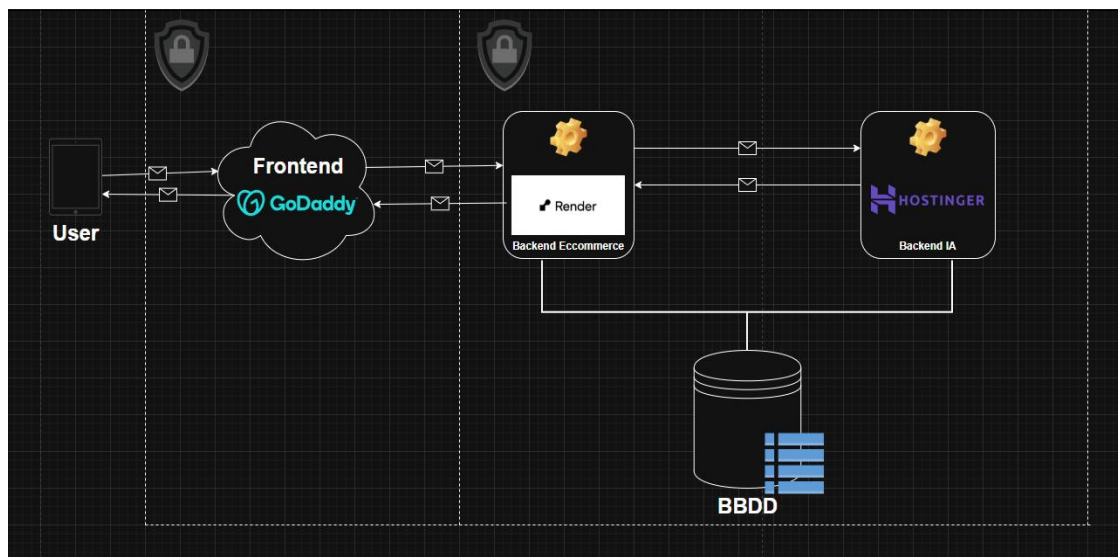 Frontend
GoDaddy
User
Render
Backend Eccommerce
HOSTINGER
Backend IA
BBDD